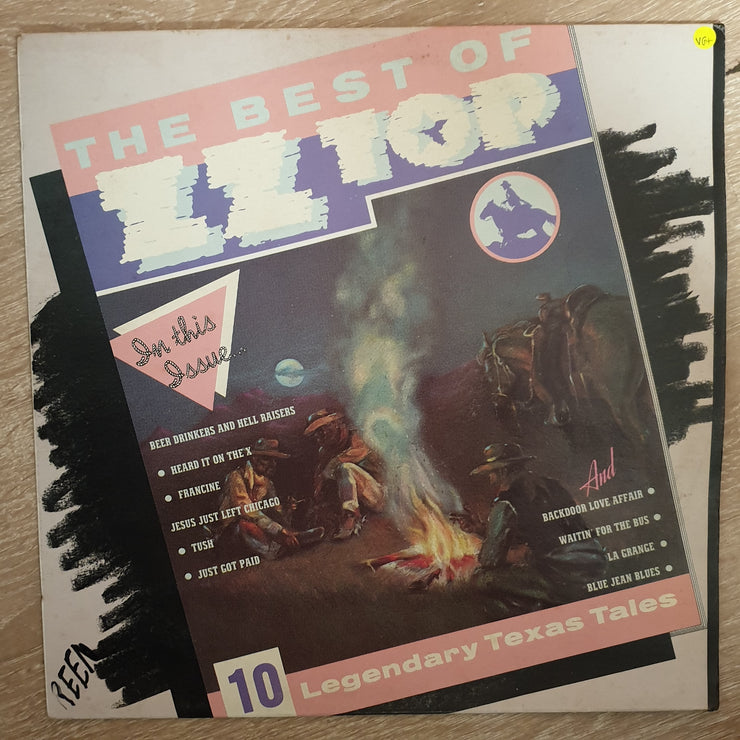 VG+
THE BEST OF
ZZ TOP
In this
Issue...
BEER DRINKERS AND HELL RAISERS
• HEARD IT ON THE X
• FRANCINE
JESUS JUST LEFT CHICAGO
• TUSH
• JUST GOT PAID
And
BACKDOOR LOVE AFFAIR •
WAITIN' FOR THE BUS •
LA GRANGE •
BLUE JEAN BLUES •
10 Legendary Texas Tales
REEN